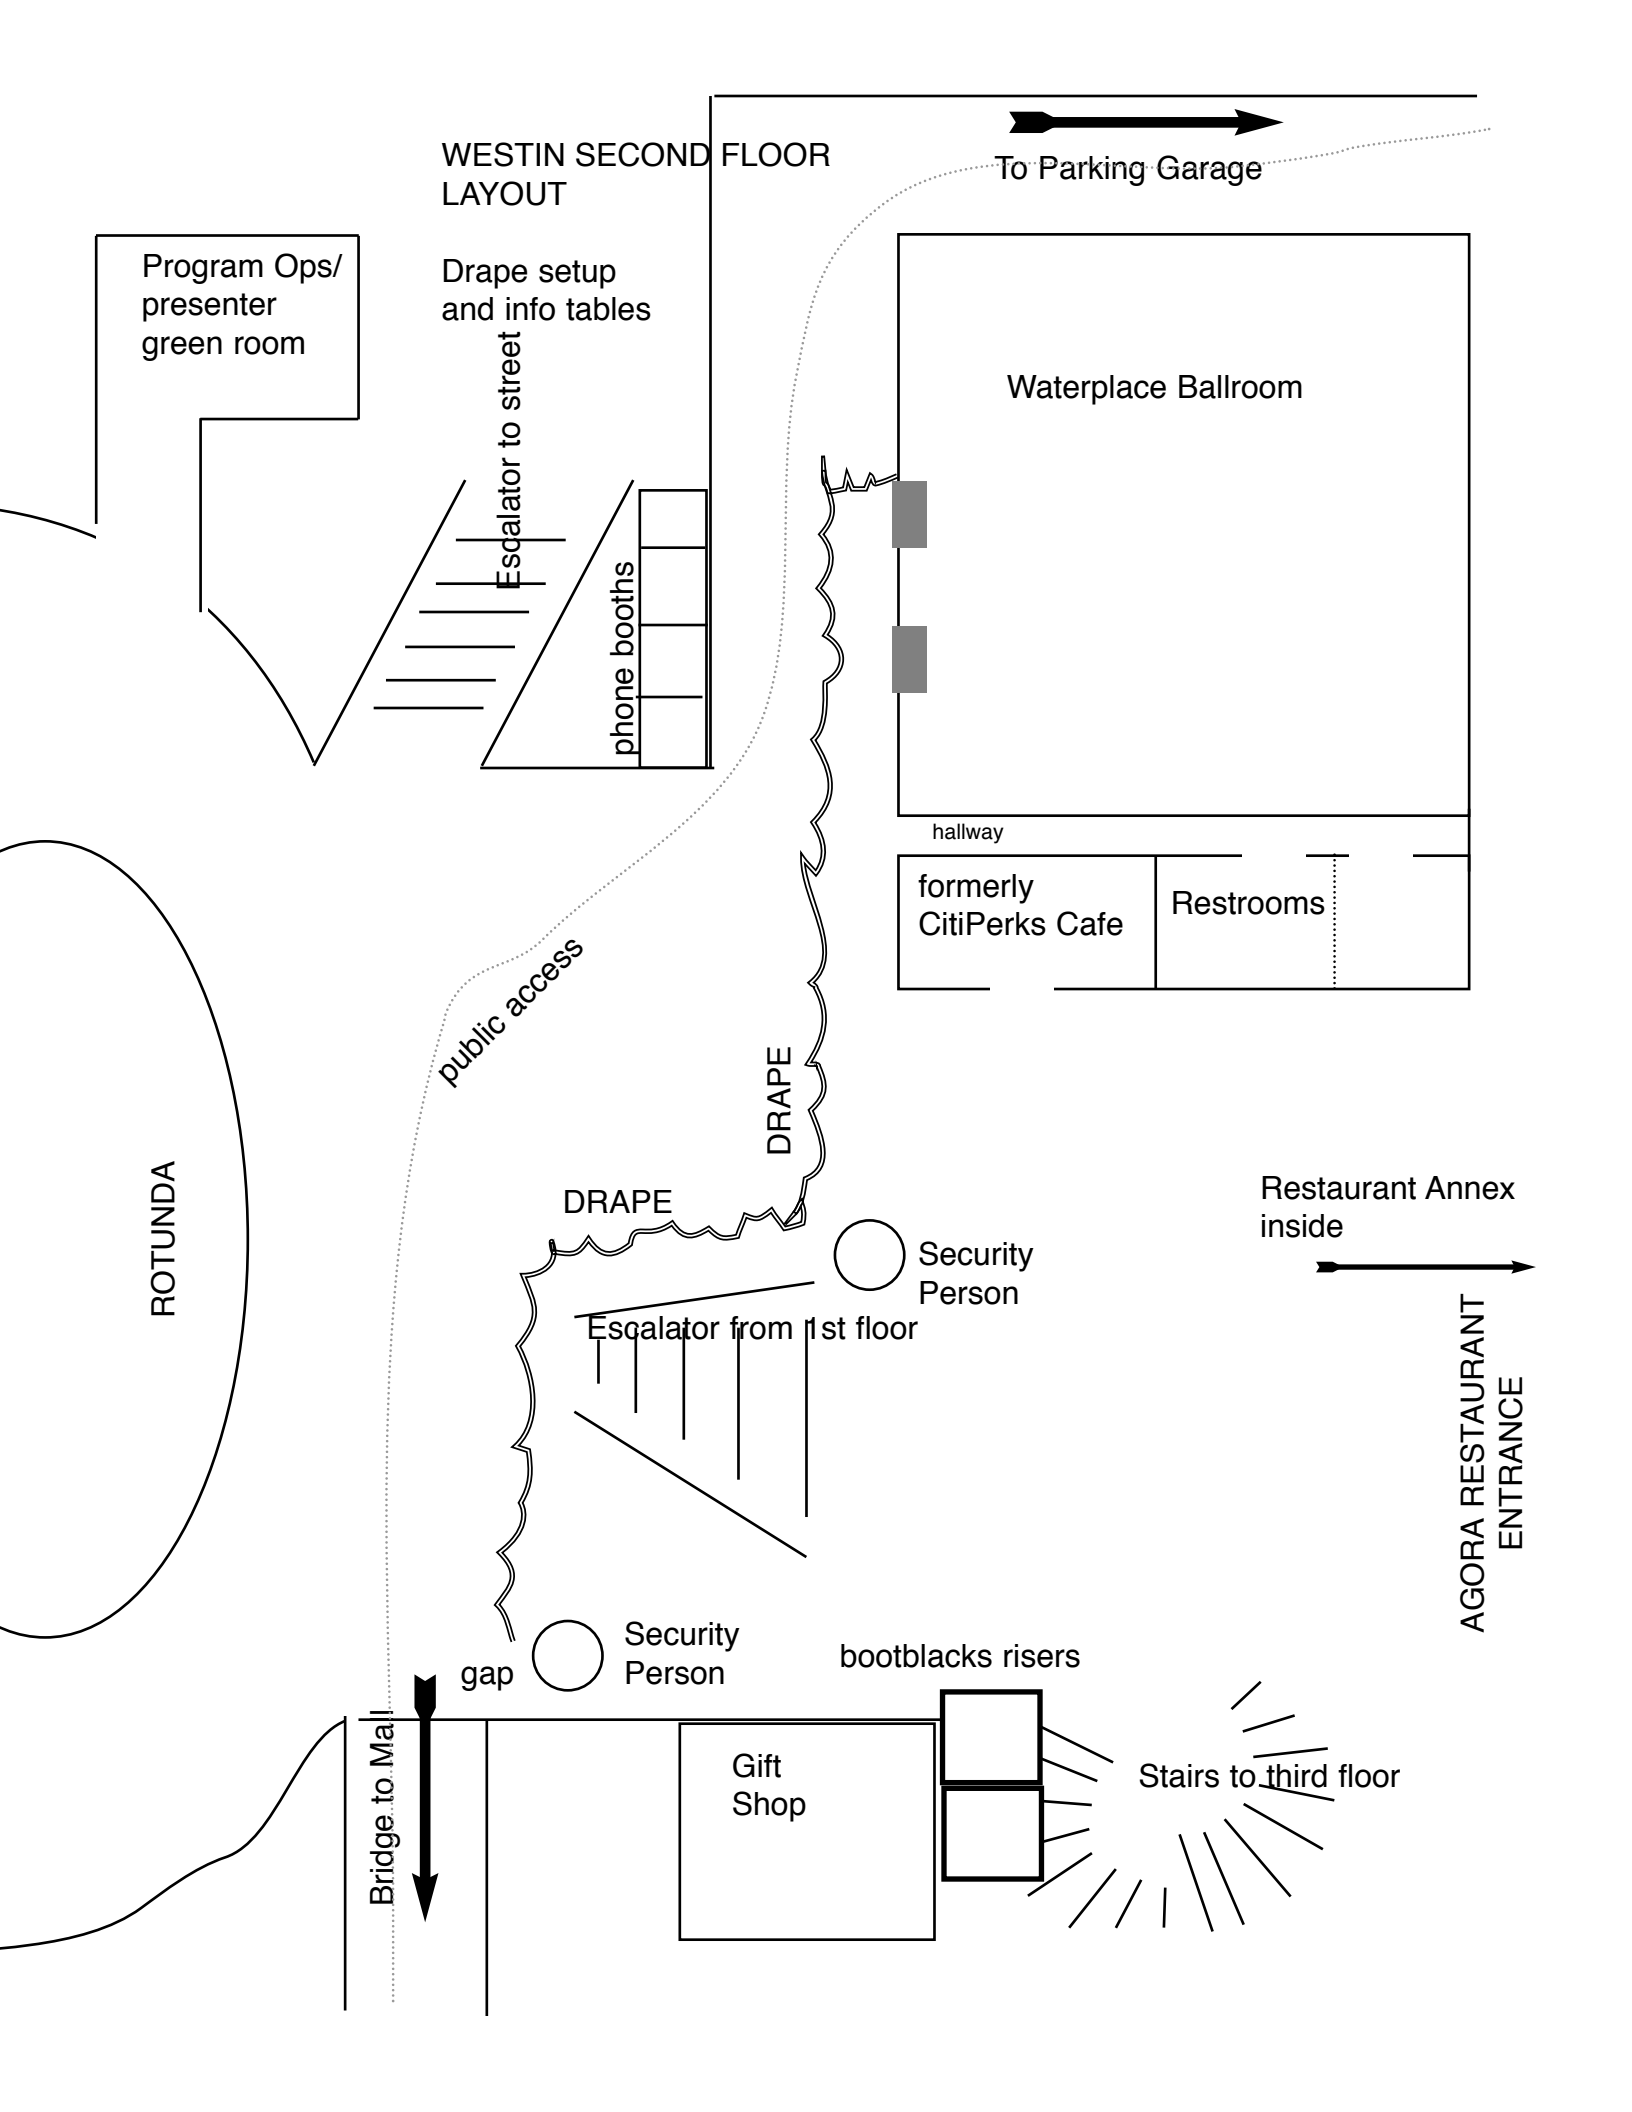 WESTIN SECOND FLOOR
LAYOUT
To Parking Garage
Program Ops/
presenter
green room
Drape setup
and info tables
Escalator to street
phone booths
Waterplace Ballroom
hallway
formerly
CitiPerks Cafe
Restrooms
public access
DRAPE
DRAPE
ROTUNDA
Security
Person
Restaurant Annex
inside
Escalator from 1st floor
AGORA RESTAURANT
ENTRANCE
Security
Person
gap
bootblacks risers
Bridge to Mall
Gift
Shop
Stairs to third floor